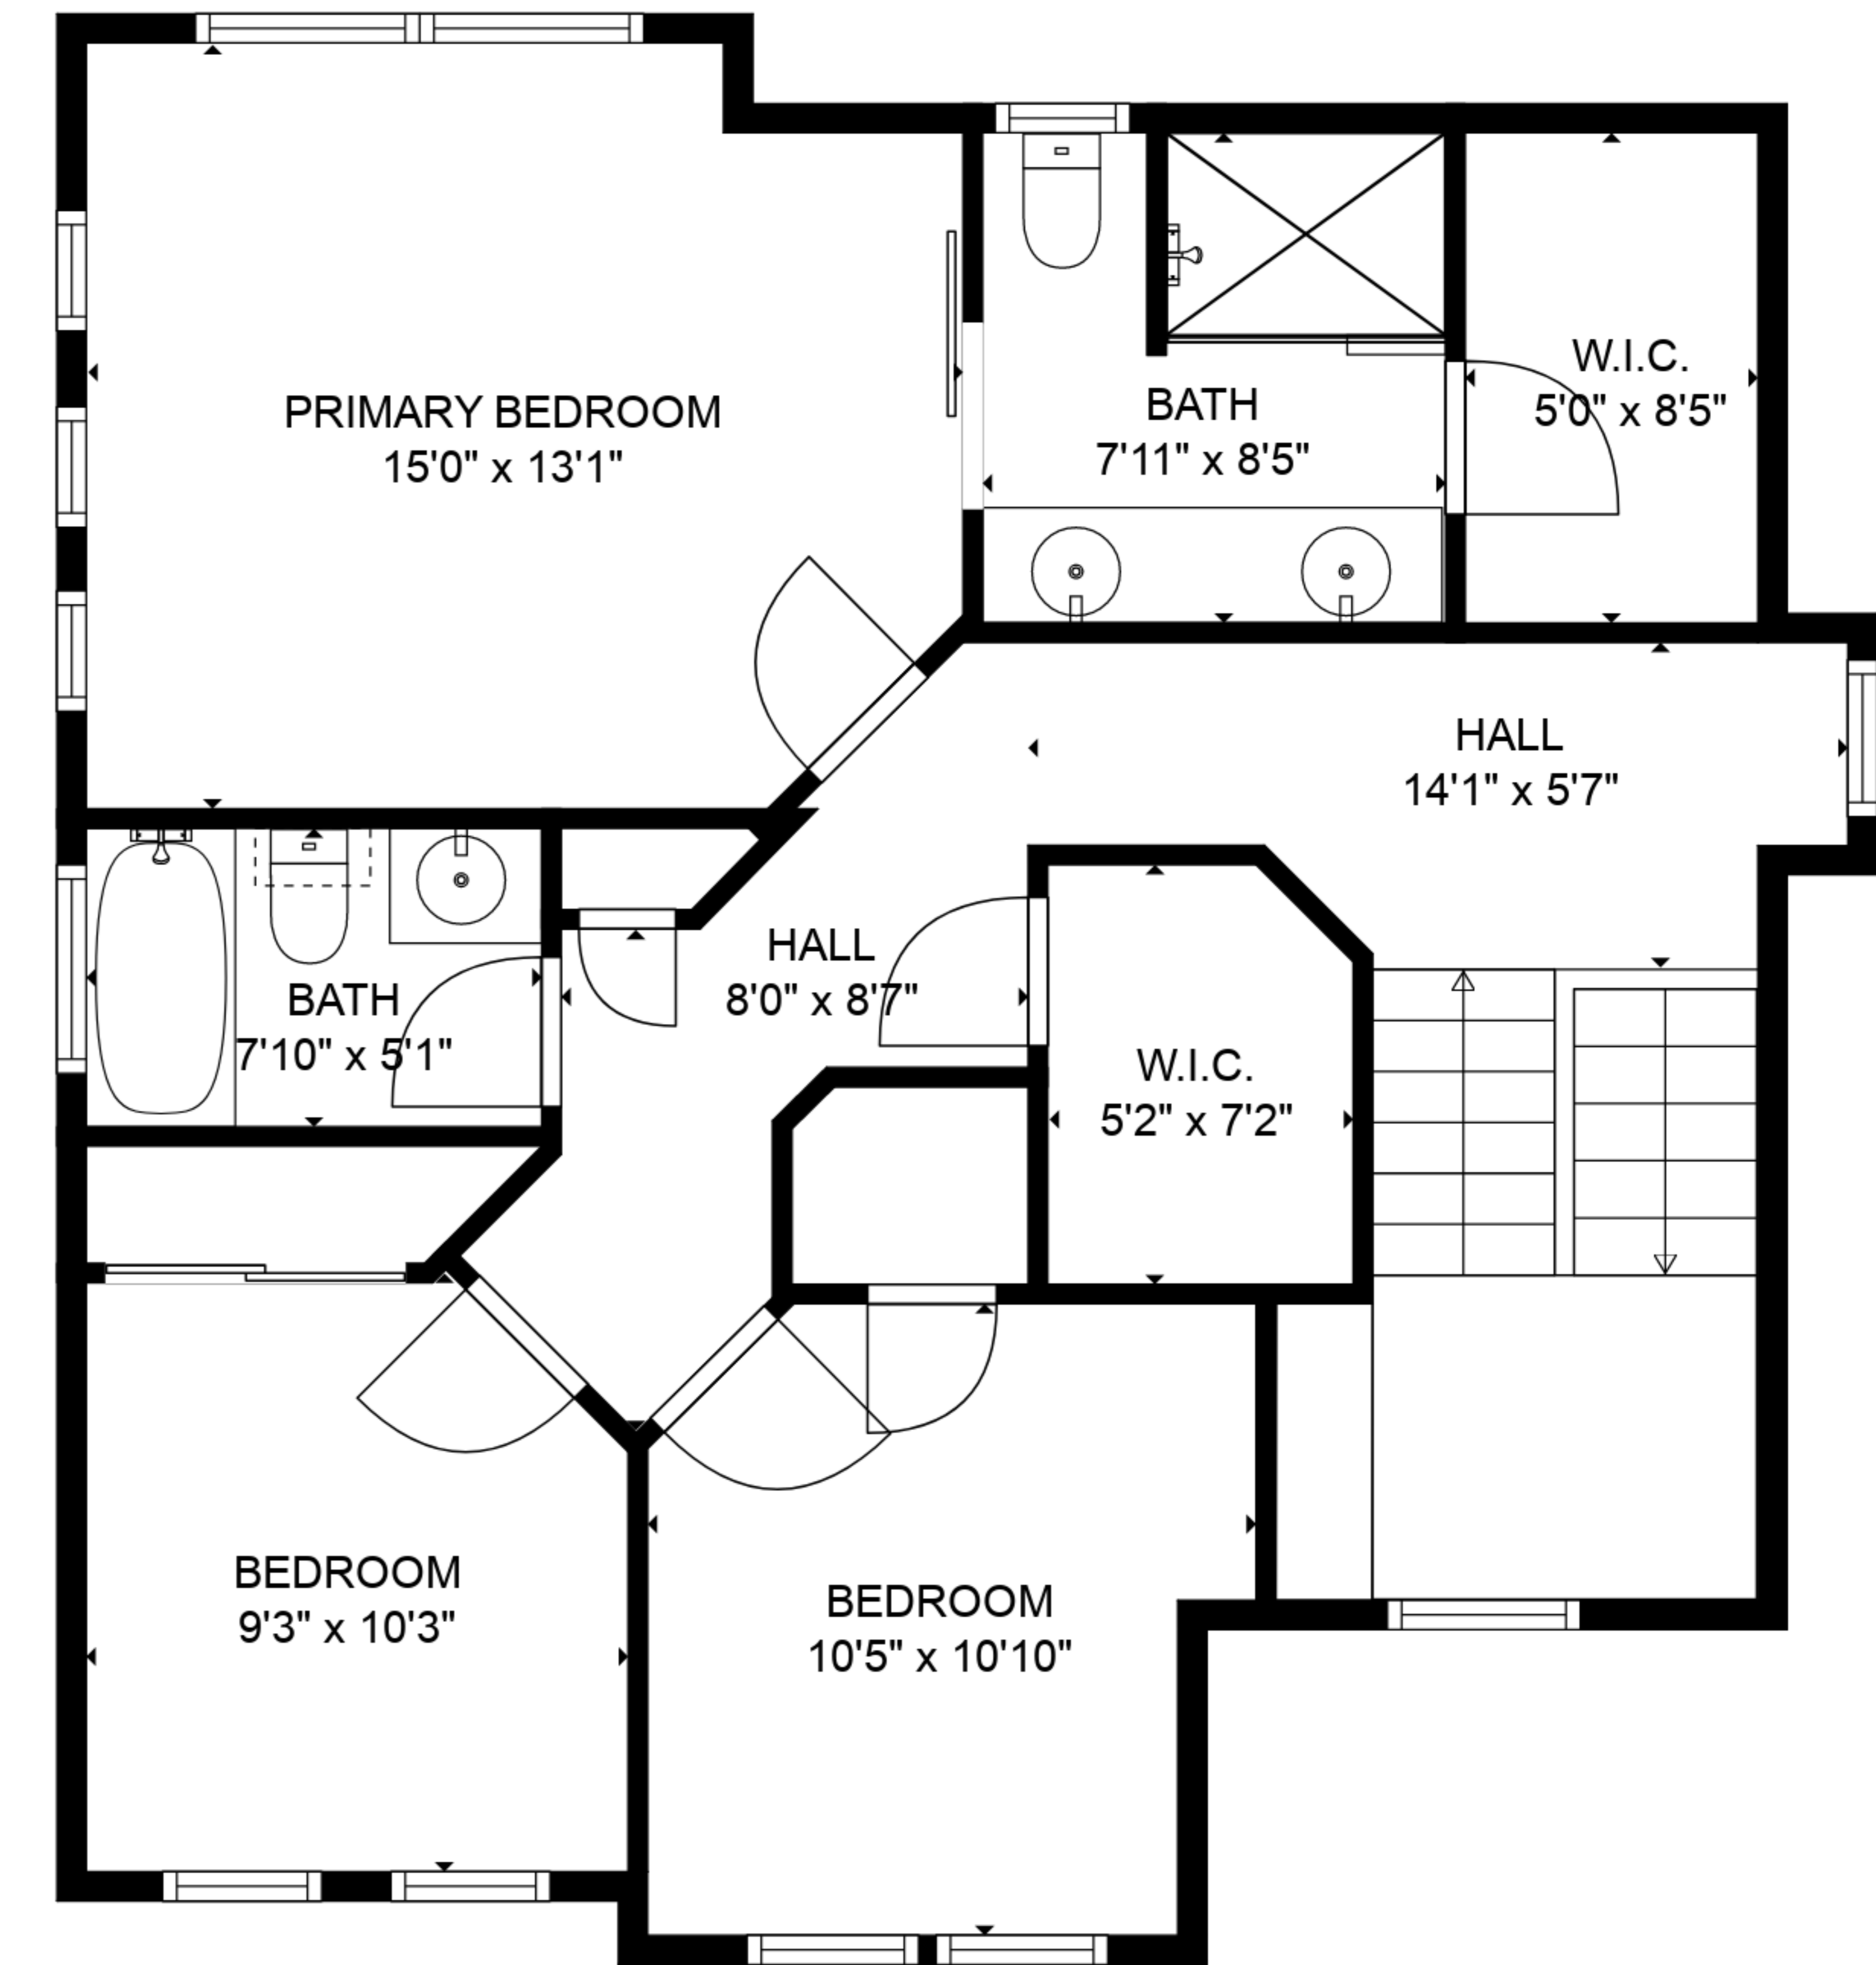 PRIMARY BEDROOM
15'0" x 13'1"
BATH
7'11" x 8'5"
W.I.C.
5'0" x 8'5"
HALL
14'1" x 5'7"
HALL
8'0" x 8'7"
BATH
7'10" x 5'1"
W.I.C.
5'2" x 7'2"
BEDROOM
9'3" x 10'3"
BEDROOM
10'5" x 10'10"